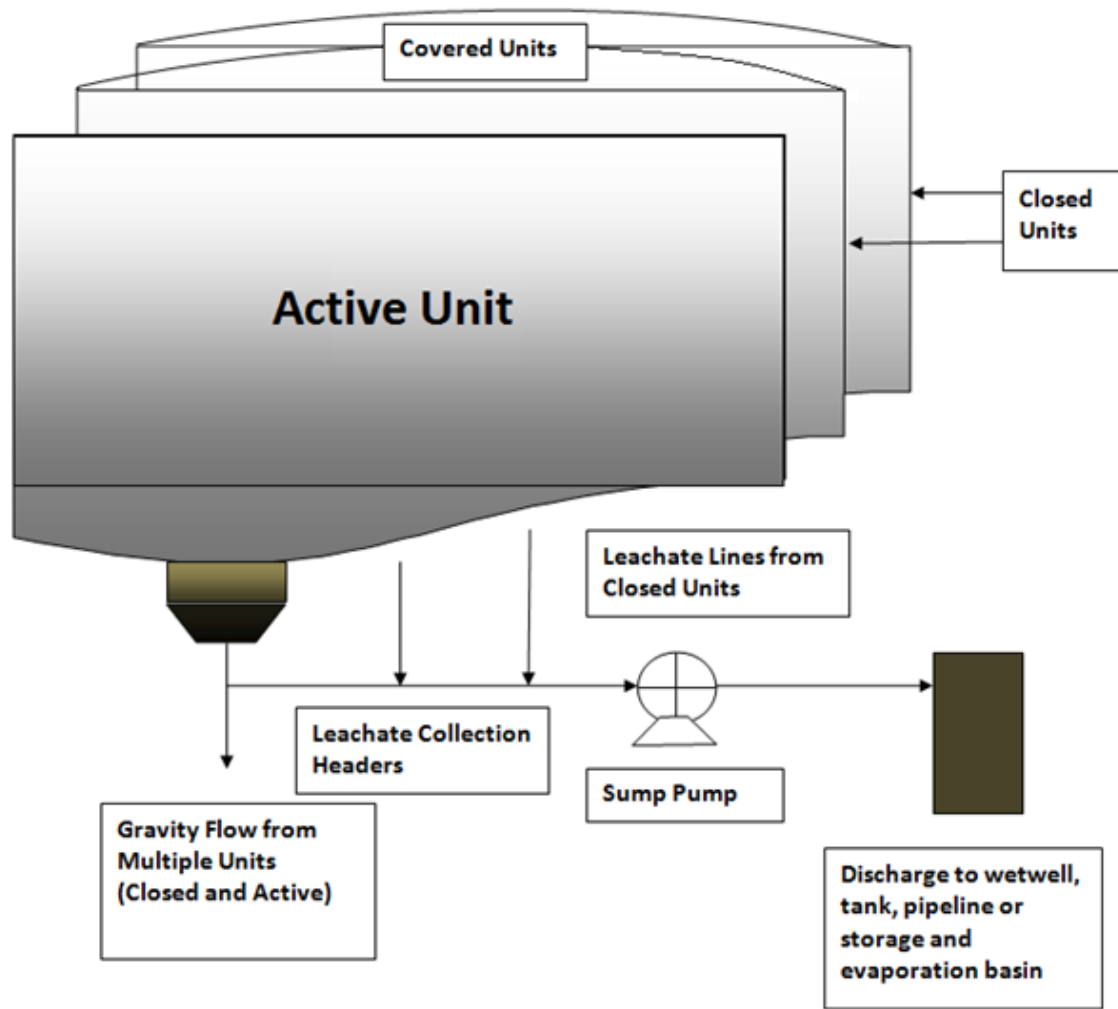 Covered Units
Closed
Units
Active Unit
Leachate Lines from
Closed Units
Leachate Collection
Headers
Sump Pump
Gravity Flow from
Multiple Units
(Closed and Active)
Discharge to wetwell,
tank, pipeline or
storage and
evaporation basin